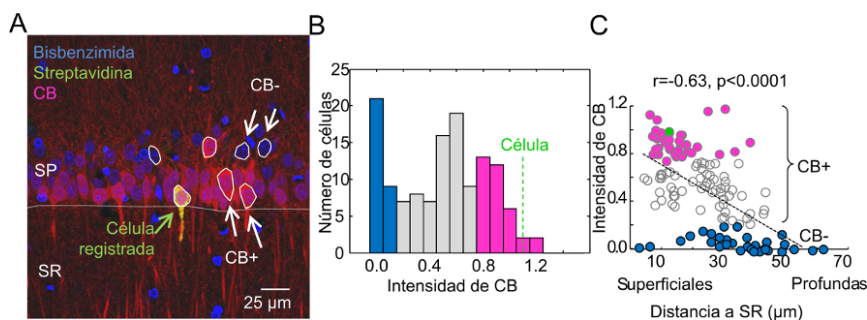 A
Bisbenzimida
Streptavidina
CB
CB-
SP
Célula
registrada
CB+
SR
25 µm
B
Número de células
25
20
15
10
5
0
Célula
0.0 0.4 0.8 1.2
Intensidad de CB
C
r=-0.63, p<0.0001
Intensidad de CB
1.2
0.8
0.4
0.0
CB+
CB-
10 30 50 70
Superficiales Profundas
Distancia a SR (µm)